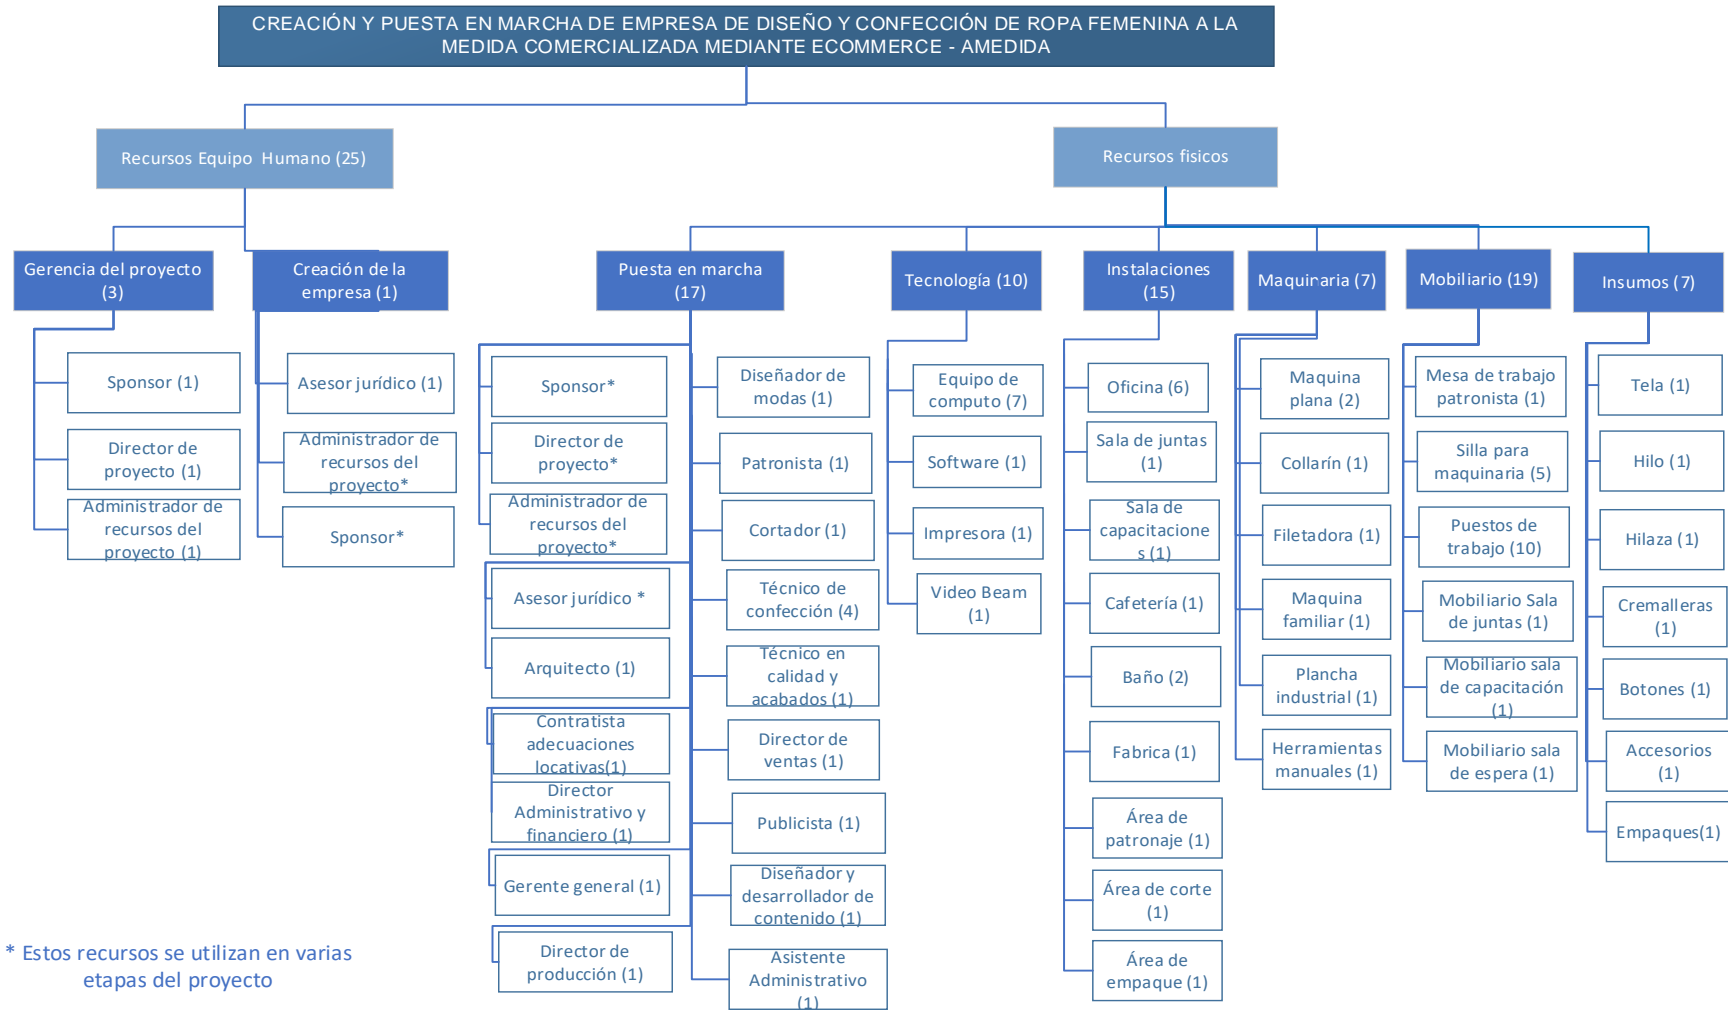 CREACIÓN Y PUESTA EN MARCHA DE EMPRESA DE DISEÑO Y CONFECCIÓN DE ROPA FEMENINA A LA
MEDIDA COMERCIALIZADA MEDIANTE ECOMMERCE - AMEDIDA
Recursos Equipo Humano (25)
Recursos fisicos
Gerencia del proyecto
(3)
Creación de la
empresa (1)
Puesta en marcha
(17)
Tecnología (10)
Instalaciones
(15)
Maquinaria (7)
Mobiliario (19)
Insumos (7)
Sponsor (1)
Director de
proyecto (1)
Administrador de
recursos del
proyecto (1)
Asesor jurídico (1)
Administrador de
recursos del
proyecto*
Sponsor*
Sponsor*
Director de
proyecto*
Administrador de
recursos del
proyecto*
Asesor jurídico *
Arquitecto (1)
Contratista
adecuaciones
locativas(1)
Director
Administrativo y
financiero (1)
Gerente general (1)
Director de
producción (1)
Diseñador de
modas (1)
Patronista (1)
Cortador (1)
Técnico de
confección (4)
Técnico en
calidad y
acabados (1)
Director de
ventas (1)
Publicista (1)
Diseñador y
desarrollador de
contenido (1)
Asistente
Administrativo
(1)
Equipo de
computo (7)
Software (1)
Impresora (1)
Video Beam
(1)
Oficina (6)
Sala de juntas
(1)
Sala de
capacitacione
s (1)
Cafetería (1)
Baño (2)
Fabrica (1)
Área de
patronaje (1)
Área de corte
(1)
Área de
empaque (1)
Maquina
plana (2)
Collarín (1)
Filetadora (1)
Maquina
familiar (1)
Plancha
industrial (1)
Herramientas
manuales (1)
Mesa de trabajo
patronista (1)
Silla para
maquinaria (5)
Puestos de
trabajo (10)
Mobiliario Sala
de juntas (1)
Mobiliario sala
de capacitación
(1)
Mobiliario sala
de espera (1)
Tela (1)
Hilo (1)
Hilaza (1)
Cremalleras
(1)
Botones (1)
Accesorios
(1)
Empaques(1)
* Estos recursos se utilizan en varias
etapas del proyecto